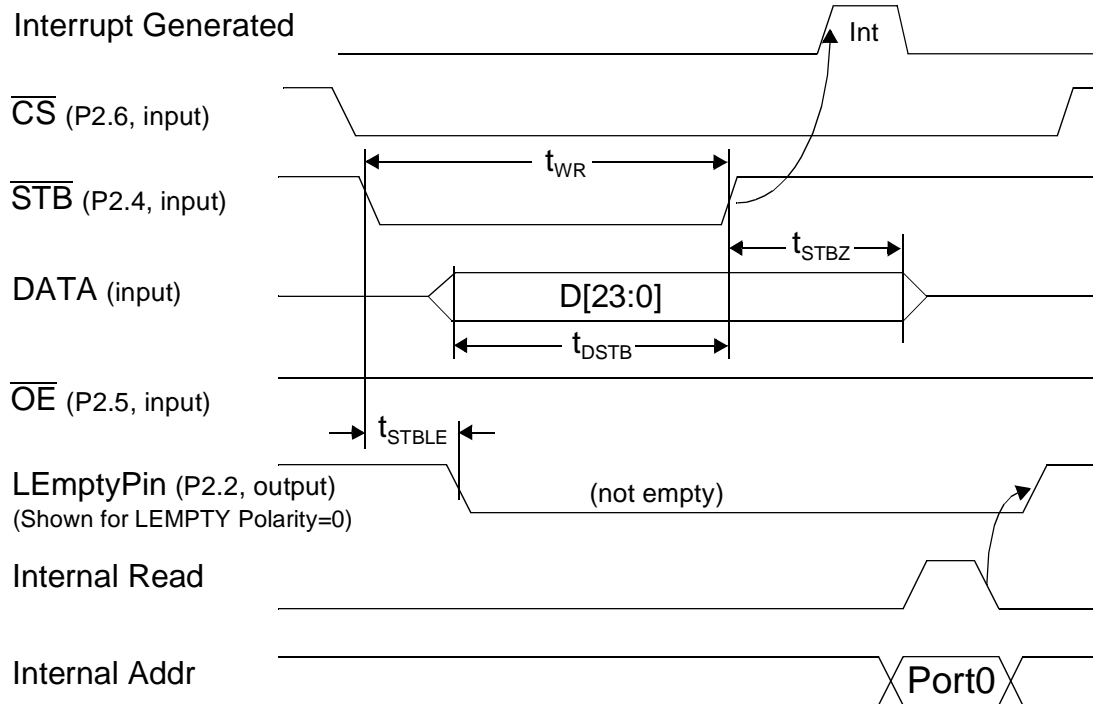 Interrupt Generated
Int
CS (P2.6, input)
tWR
STB (P2.4, input)
tSTBZ
DATA (input)
D[23:0]
tDSTB
OE (P2.5, input)
tSTBLE
LEmptyPin (P2.2, output)
(not empty)
(Shown for LEMPTY Polarity=0)
Internal Read
Internal Addr
Port0